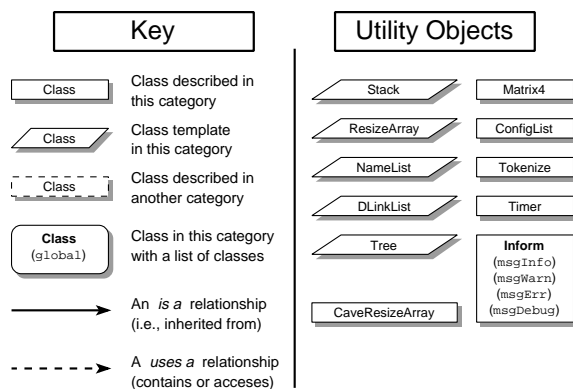 Key
Class
Class described in
this category
Class
Class template
in this category
Class
Class described in
another category
Class
(global)
Class in this category
with a list of classes
An is a relationship
(i.e., inherited from)
A uses a relationship
(contains or acceses)
Utility Objects
Stack
Matrix4
ResizeArray
ConfigList
NameList
Tokenize
DLinkList
Timer
Tree
Inform
(msgInfo)
(msgWarn)
(msgErr)
(msgDebug)
CaveResizeArray